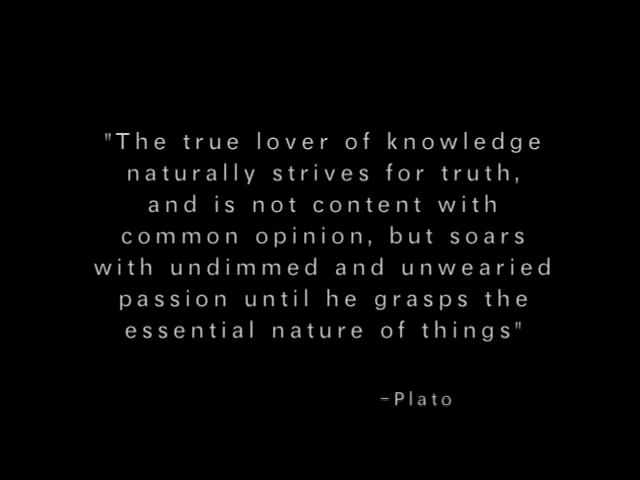 "The true lover of knowledge
naturally strives for truth,
and is not content with
common opinion, but soars
with undimmed and unwearied
passion until he grasps the
essential nature of things"
–Plato